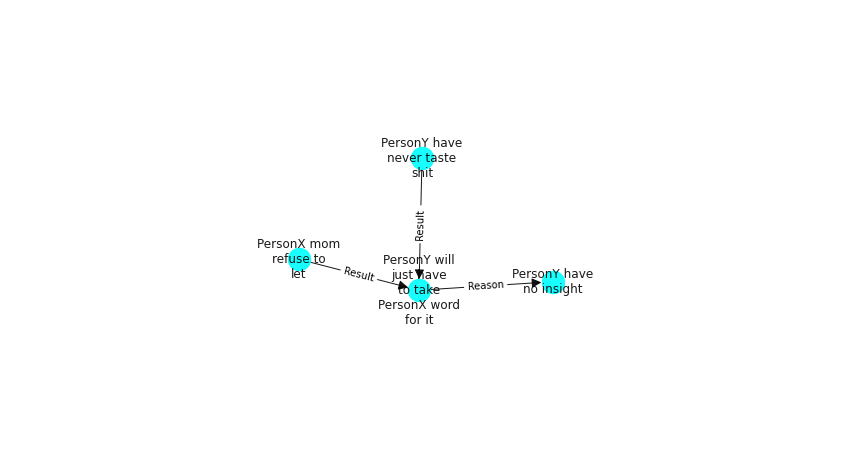 PersonY have
never taste
shit
Result
PersonX mom
refuse to
let
Result
PersonY will
just have
to take
PersonX word
for it
Reason
PersonY have
no insight